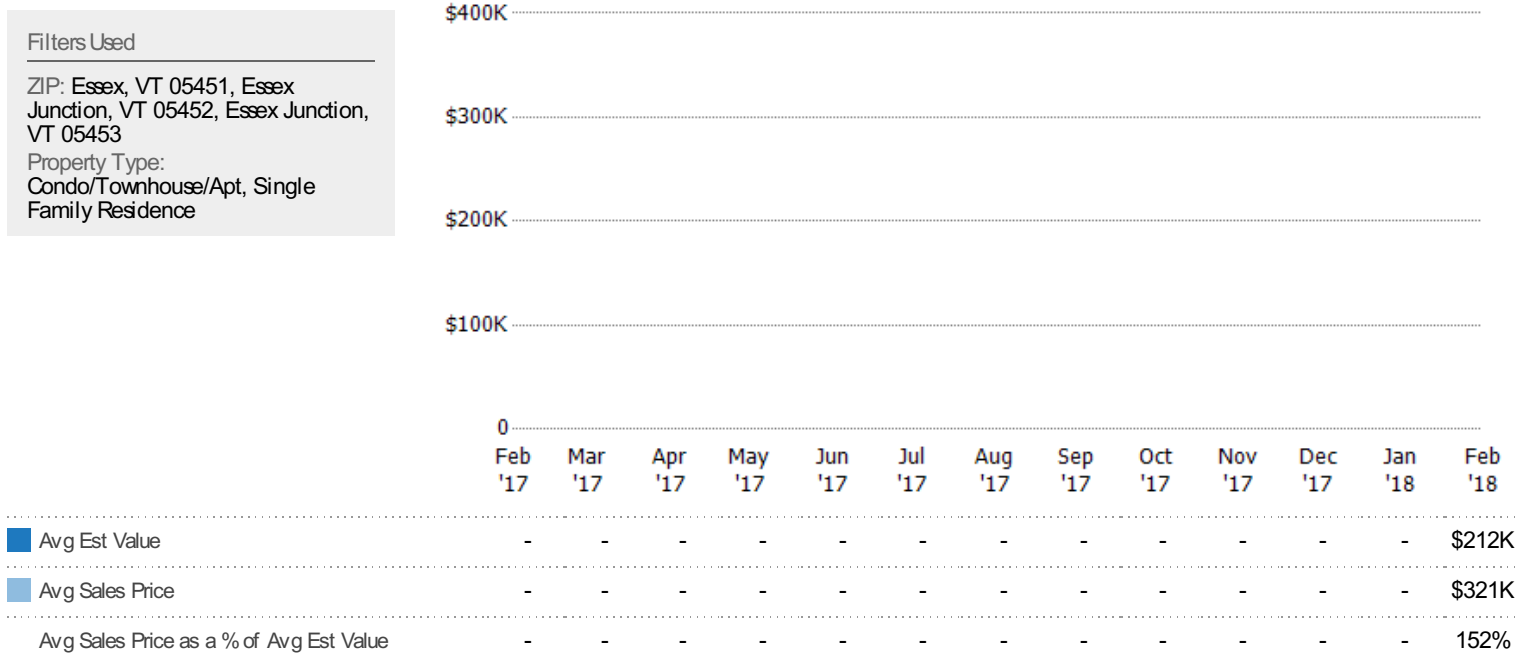 Filters Used
ZIP: Essex, VT 05451, Essex
Junction, VT 05452, Essex Junction,
VT 05453
Property Type:
Condo/Townhouse/Apt, Single
Family Residence
$400K
$300K
$200K
$100K
0
Feb Mar Apr May Jun Jul Aug Sep Oct Nov Dec Jan Feb
'17 '17 '17 '17 '17 '17 '17 '17 '17 '17 '17 '18 '18
Avg Est Value - - - - - - - - - - - - $212K
Avg Sales Price - - - - - - - - - - - - $321K
Avg Sales Price as a % of Avg Est Value - - - - - - - - - - - - 152%